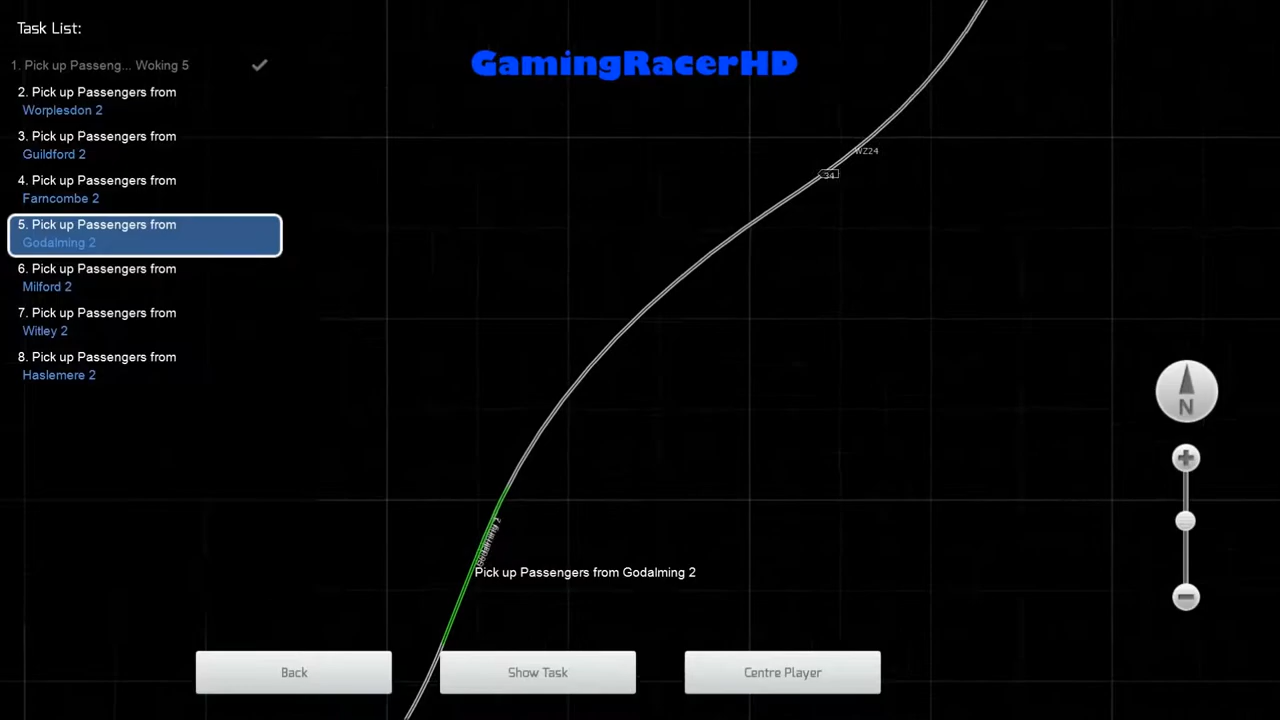 Task List:
GamingRacerHD
1. Pick up Passeng... Woking 5
2. Pick up Passengers from
Worplesdon 2
3. Pick up Passengers from
Guildford 2
4. Pick up Passengers from
Farncombe 2
5. Pick up Passengers from
Godalming 2
6. Pick up Passengers from
Milford 2
7. Pick up Passengers from
Witley 2
8. Pick up Passengers from
Haslemere 2
WZ24
34
Godalming 2
Pick up Passengers from Godalming 2
N
Back
Show Task
Centre Player